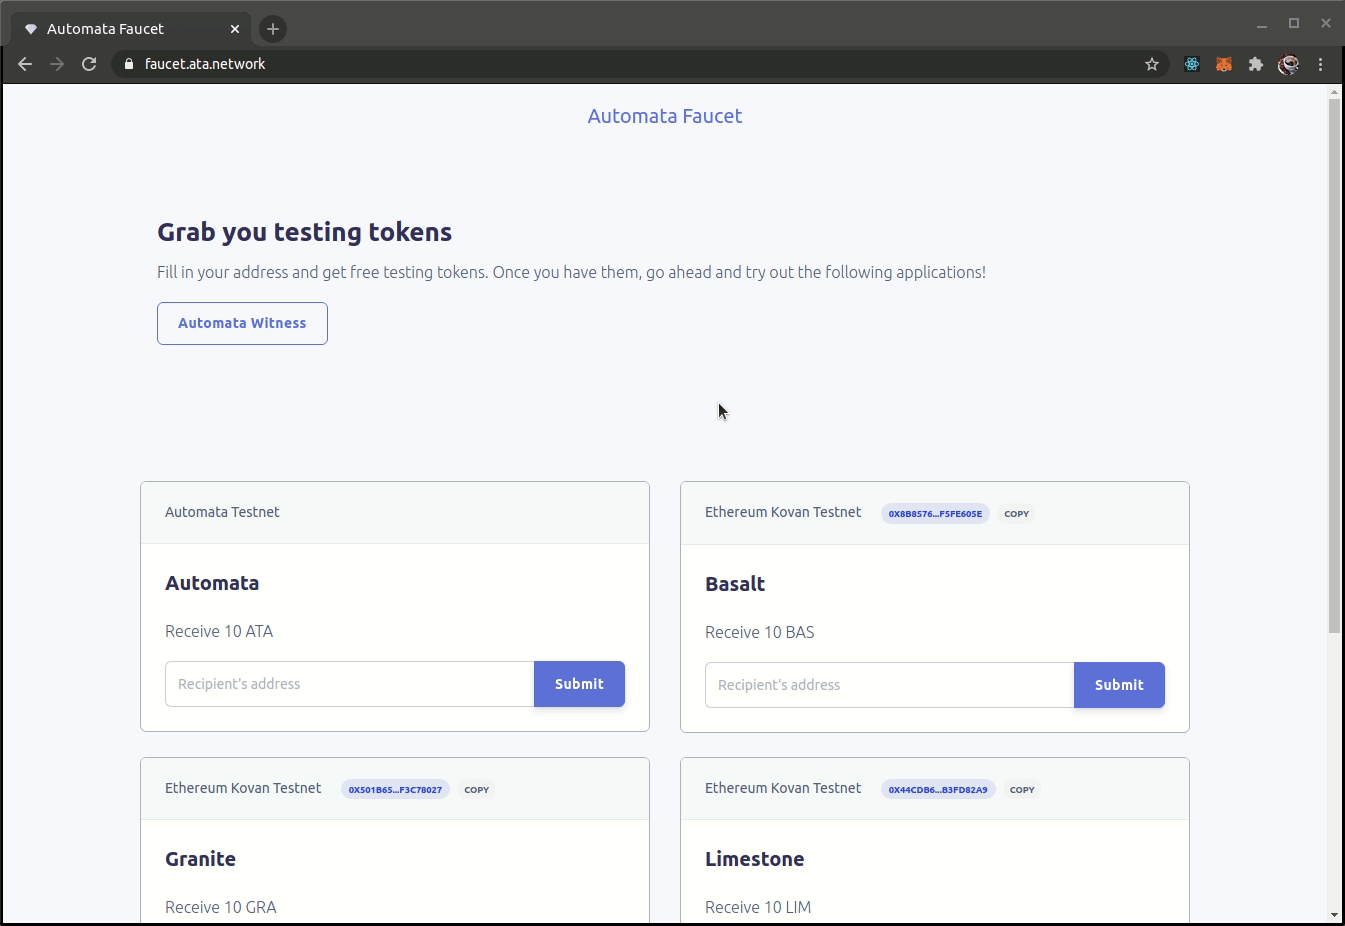 Automata Faucet
faucet.ata.network
Automata Faucet
Grab you testing tokens
Fill in your address and get free testing tokens. Once you have them, go ahead and try out the following applications!
Automata Witness
Automata Testnet
Automata
Receive 10 ATA
Recipient's address Submit
Ethereum Kovan Testnet 0X8B8576...F5FE605E COPY
Basalt
Receive 10 BAS
Recipient's address Submit
Ethereum Kovan Testnet 0X501B65...F3C78027 COPY
Granite
Receive 10 GRA
Ethereum Kovan Testnet 0X44CDB6...B3FD82A9 COPY
Limestone
Receive 10 LIM